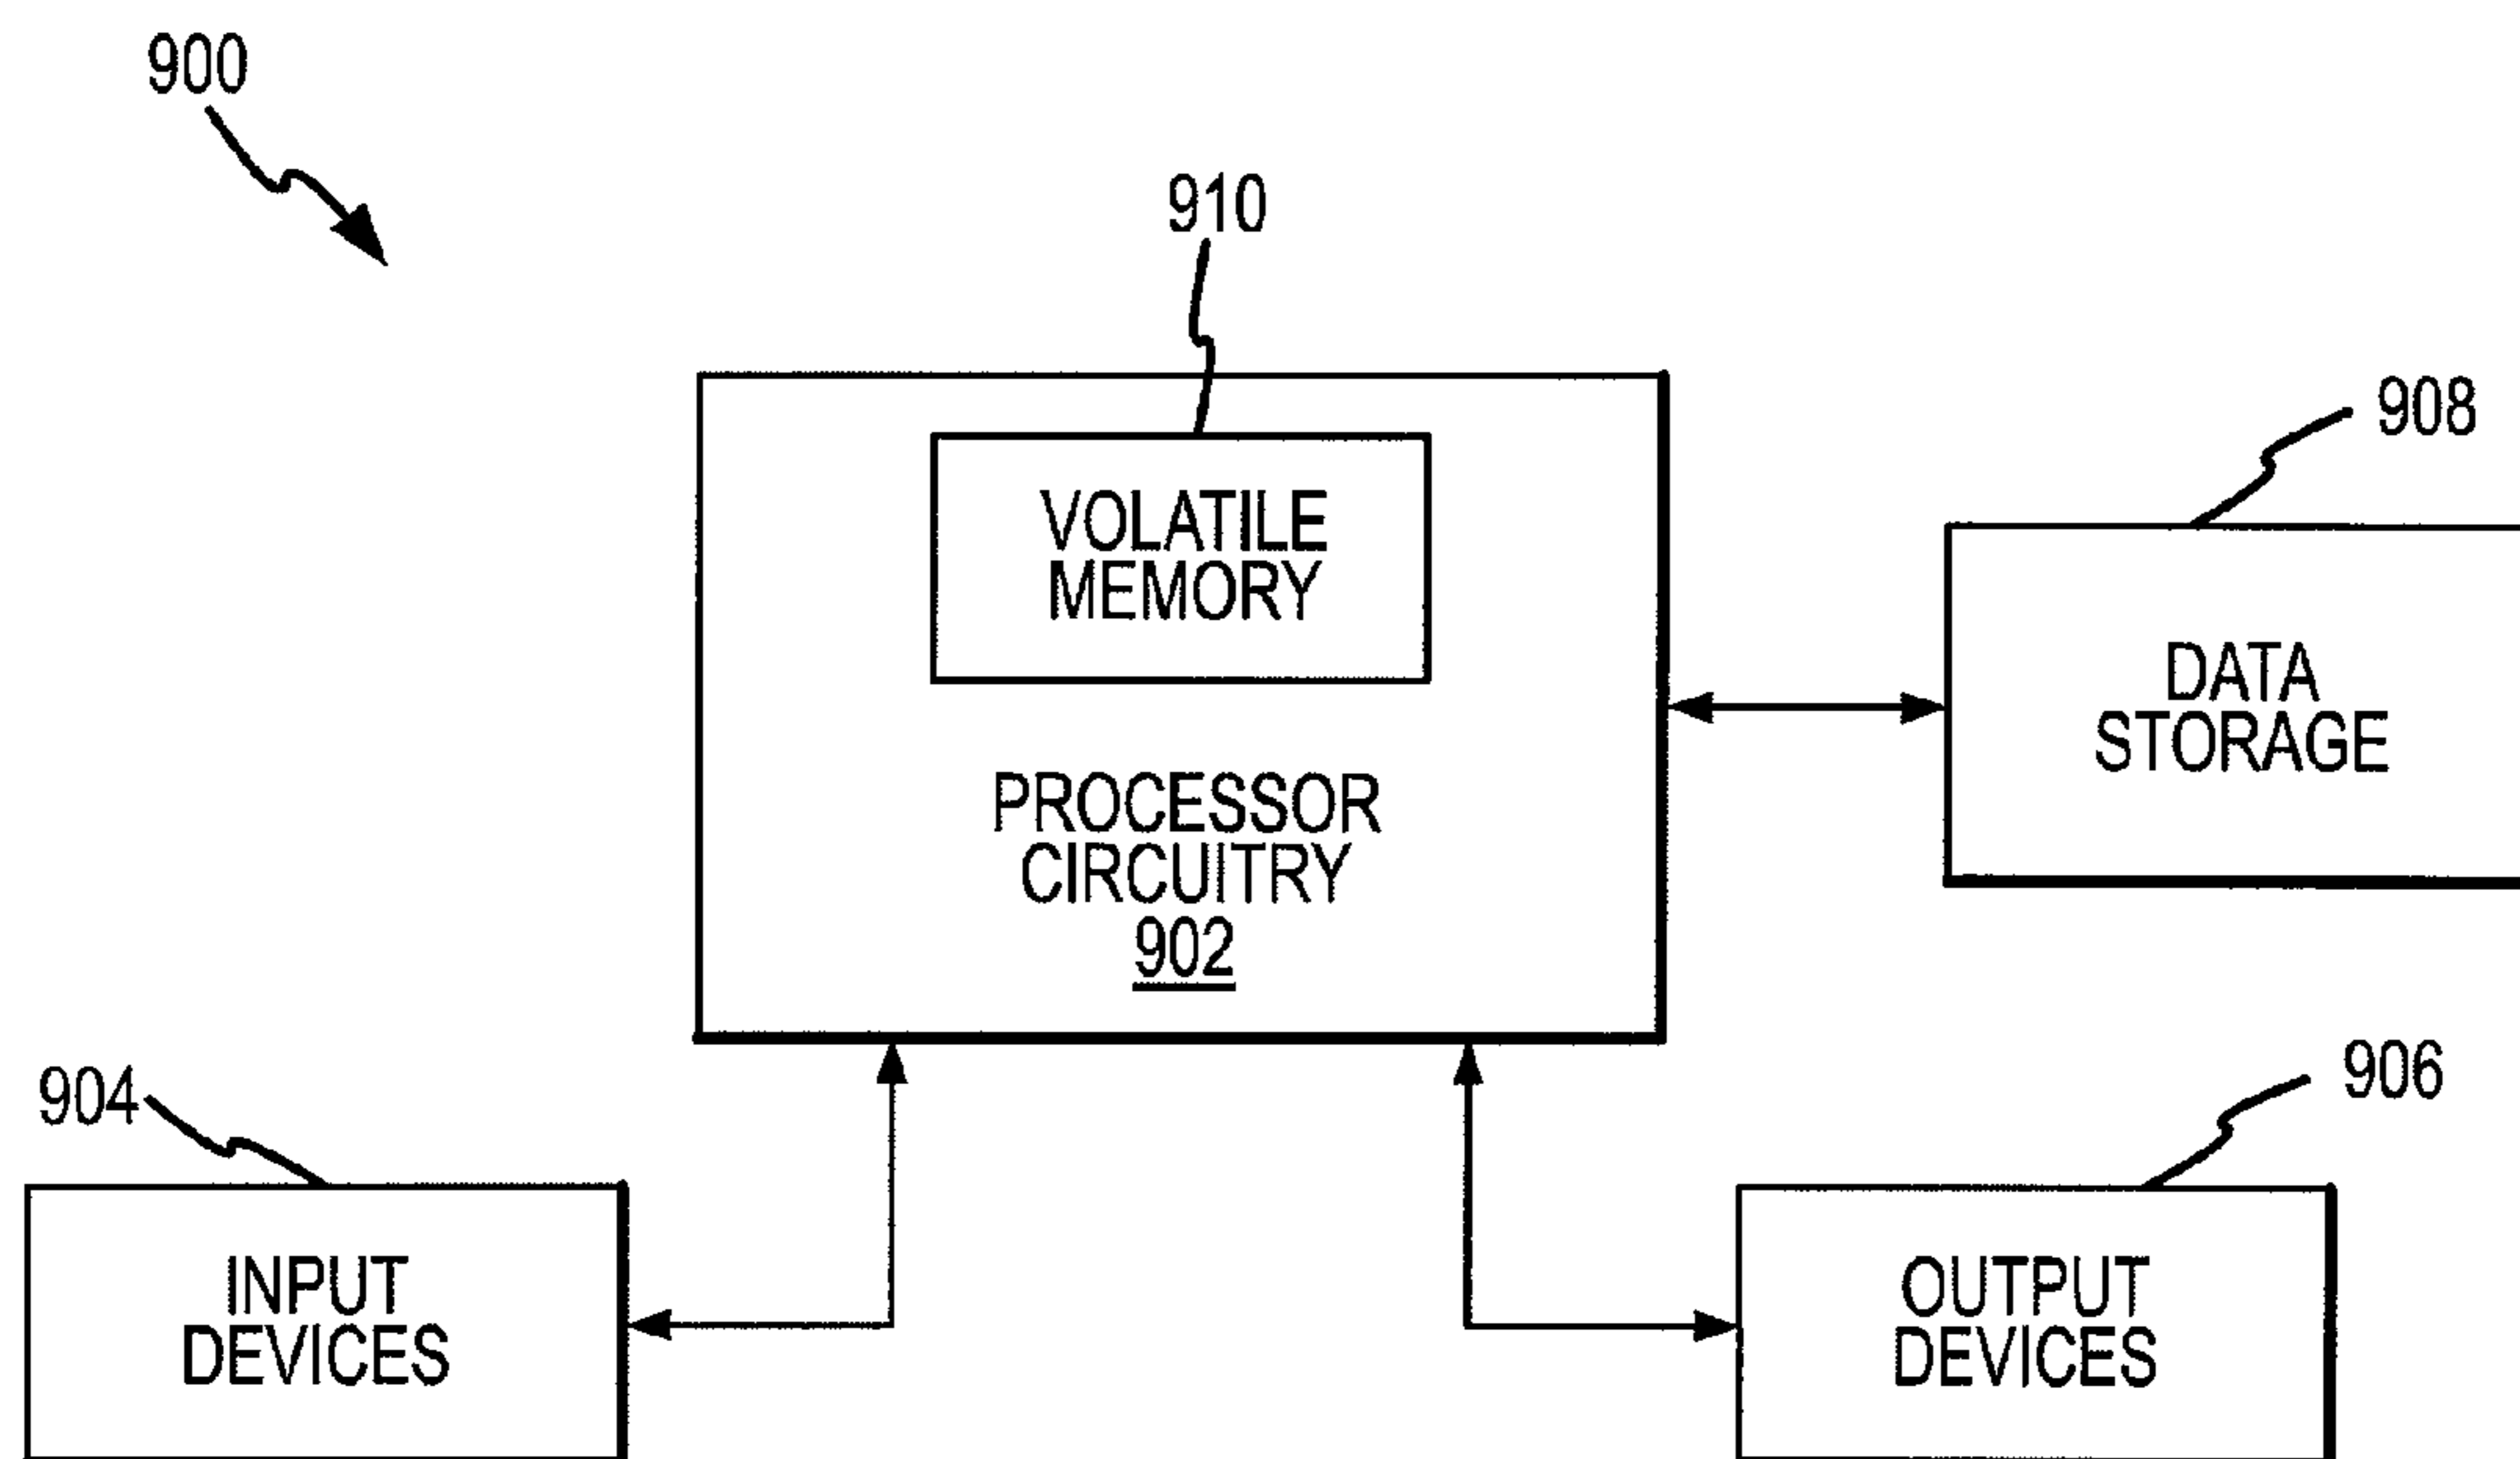 900
910
VOLATILE
MEMORY
908
DATA
STORAGE
PROCESSOR
CIRCUITRY
902
904
INPUT
DEVICES
906
OUTPUT
DEVICES